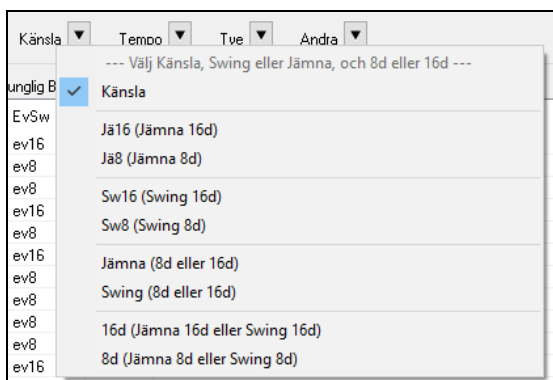 Känsla ▼ Tempo ▼ Tve ▼ Andra ▼
--- Välj Känsla, Swing eller Jämna, och 8d eller 16d ---
unglig B
✓ Känsla
EvSw
Jä16 (Jämna 16d)
ev16
Jä8 (Jämna 8d)
ev8
ev8
Sw16 (Swing 16d)
ev16
Sw8 (Swing 8d)
ev8
ev16
Jämna (8d eller 16d)
ev8
Swing (8d eller 16d)
ev8
ev8
16d (Jämna 16d eller Swing 16d)
ev8
8d (Jämna 8d eller Swing 8d)
ev16